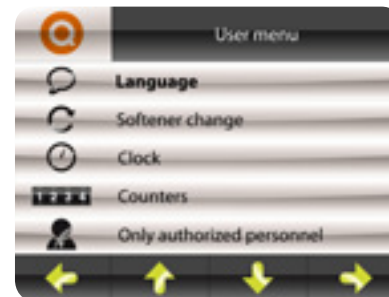 User menu
Language
Softener change
Clock
1234
Counters
Only authorized personnel